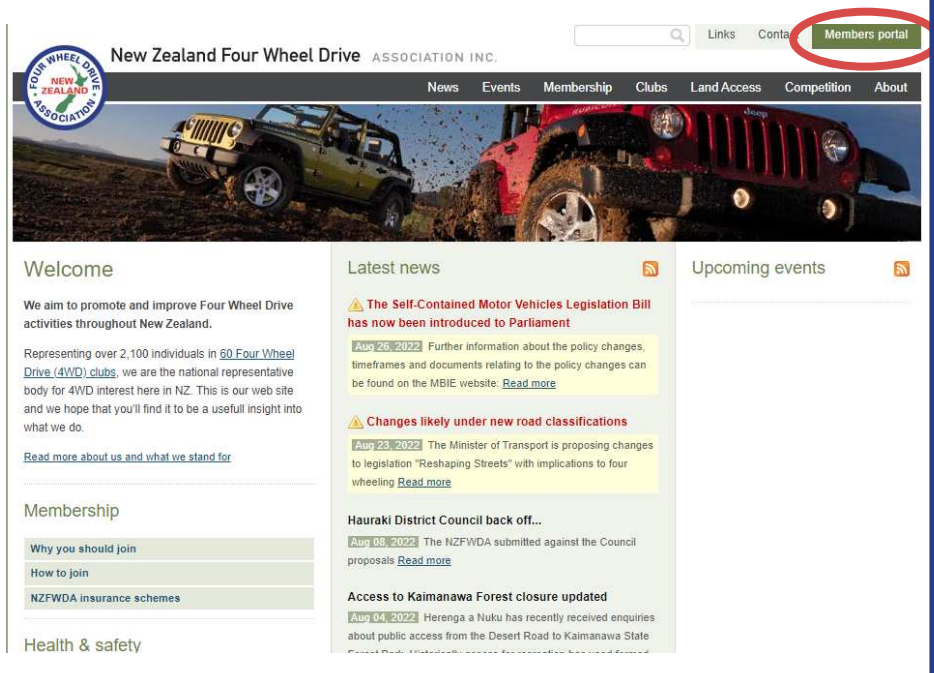 Links Contact Members portal
FOUR WHEEL DRIVE
NEW ZEALAND
ASSOCIATION
New Zealand Four Wheel Drive ASSOCIATION INC.
News Events Membership Clubs Land Access Competition About
RUBICON
Jeep
Welcome
We aim to promote and improve Four Wheel Drive
activities throughout New Zealand.
Representing over 2,100 individuals in 60 Four Wheel
Drive (4WD) clubs, we are the national representative
body for 4WD interest here in NZ. This is our web site
and we hope that you'll find it to be a usefull insight into
what we do.
Read more about us and what we stand for
Membership
Why you should join
How to join
NZFWDA insurance schemes
Health & safety
Latest news
The Self-Contained Motor Vehicles Legislation Bill
has now been introduced to Parliament
Aug 26, 2022 Further information about the policy changes,
timeframes and documents relating to the policy changes can
be found on the MBIE website: Read more
Changes likely under new road classifications
Aug 23, 2022 The Minister of Transport is proposing changes
to legislation "Reshaping Streets" with implications to four
wheeling Read more
Hauraki District Council back off...
Aug 08, 2022 The NZFWDA submitted against the Council
proposals Read more
Access to Kaimanawa Forest closure updated
Aug 04, 2022 Herenga a Nuku has recently received enquiries
about public access from the Desert Road to Kaimanawa State
Upcoming events